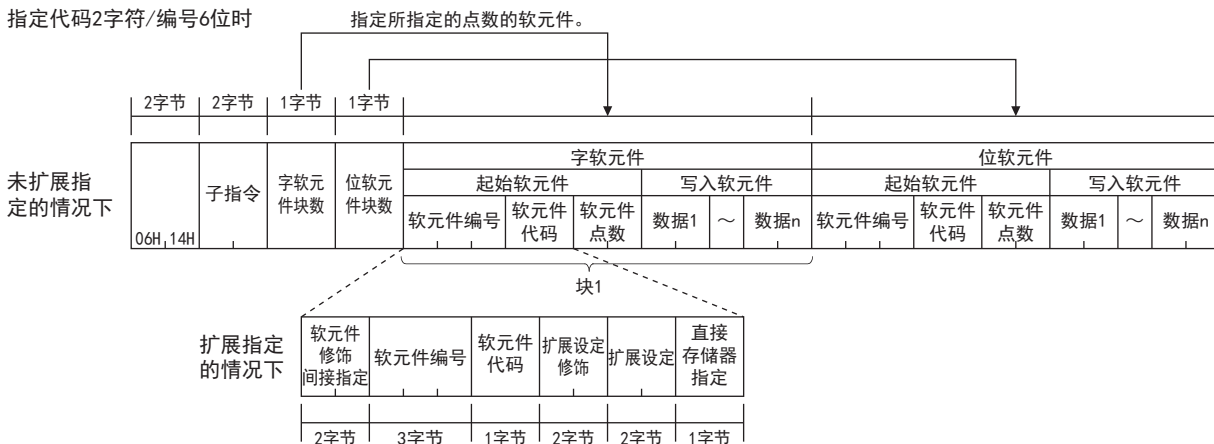 指定代码2字符/编号6位时
指定所指定的点数的软元件。
2字节 2字节 1字节 1字节
未扩展指
定的情况下
06H 14H
子指令
字软元
件块数
位软元
件块数
字软元件
位软元件
起始软元件
写入软元件
起始软元件
写入软元件
软元件编号
软元件
代码
软元件
点数
数据1
～
数据n
软元件编号
软元件
代码
软元件
点数
数据1
～
数据n
块1
扩展指定
的情况下
软元件
修饰
间接指定
软元件编号
软元件
代码
扩展设定
修饰
扩展设定
直接
存储器
指定
2字节 3字节 1字节 2字节 2字节 1字节